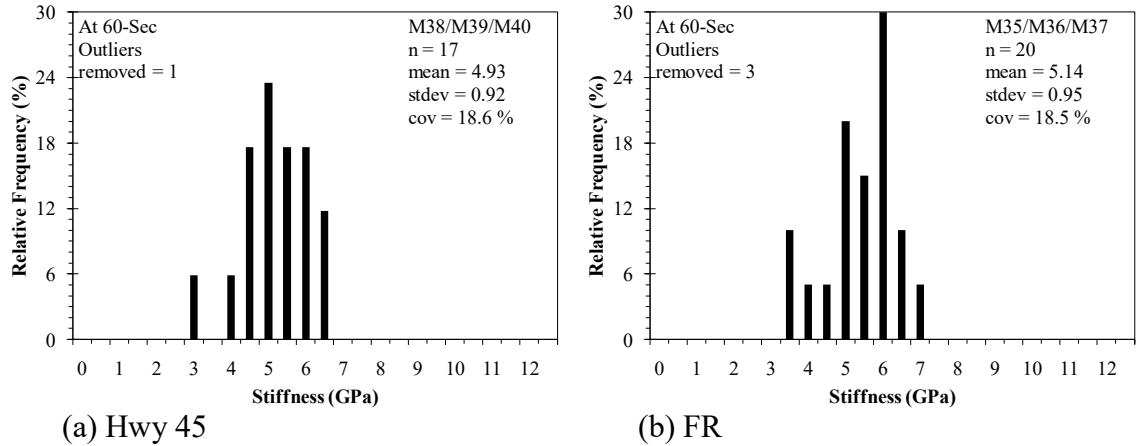 At 60-Sec
Outliers
removed = 1
M38/M39/M40
n = 17
mean = 4.93
stdev = 0.92
cov = 18.6 %
30
24
18
12
6
0
Relative Frequency (%)
0 1 2 3 4 5 6 7 8 9 10 11 12
Stiffness (GPa)
(a) Hwy 45
At 60-Sec
Outliers
removed = 3
M35/M36/M37
n = 20
mean = 5.14
stdev = 0.95
cov = 18.5 %
30
24
18
12
6
0
Relative Frequency (%)
0 1 2 3 4 5 6 7 8 9 10 11 12
Stiffness (GPa)
(b) FR